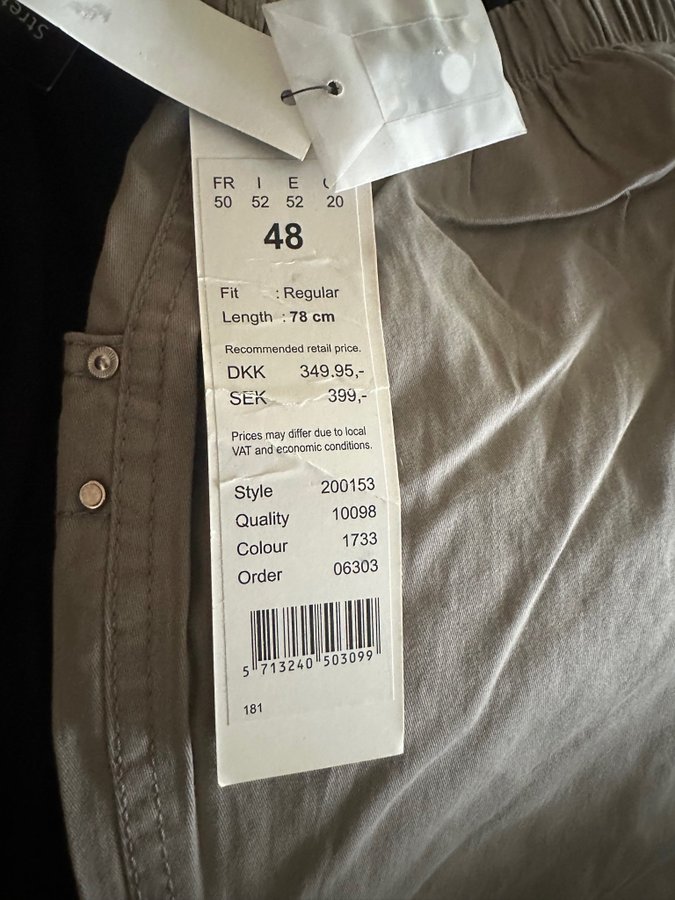 Stret
FR I E
50 52 52 20
48
Fit : Regular
Length : 78 cm
Recommended retail price.
DKK 349.95,-
SEK 399,-
Prices may differ due to local
VAT and economic conditions.
Style 200153
Quality 10098
Colour 1733
Order 06303
5 713240 503099
181